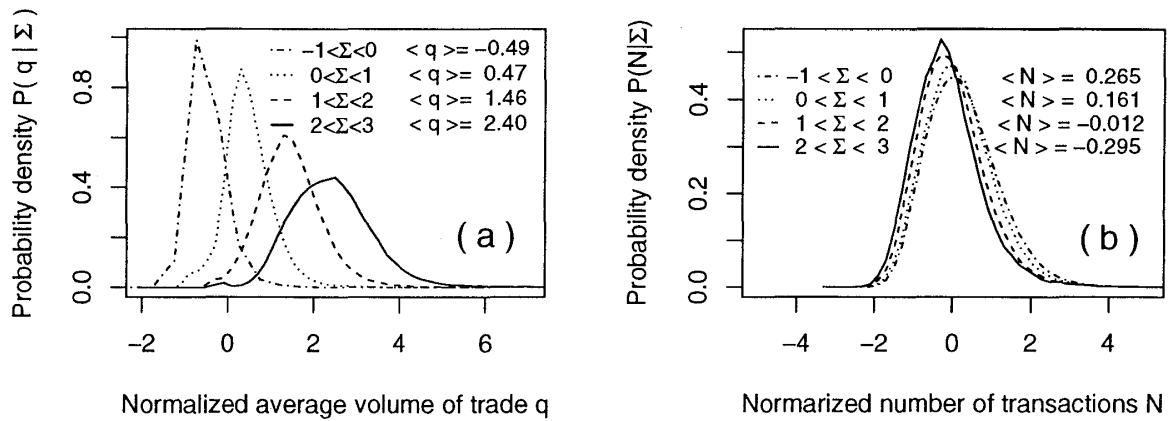 Probability density P( q | Σ )
0.0 0.4 0.8
−1<Σ<0 < q >= −0.49
0<Σ<1 < q >= 0.47
1<Σ<2 < q >= 1.46
2<Σ<3 < q >= 2.40
( a )
−2 0 2 4 6
Normalized average volume of trade q
Probability density P(N|Σ)
0.0 0.2 0.4
−1 < Σ < 0 < N > = 0.265
0 < Σ < 1 < N > = 0.161
1 < Σ < 2 < N > = −0.012
2 < Σ < 3 < N > = −0.295
( b )
−4 −2 0 2 4
Normarized number of transactions N